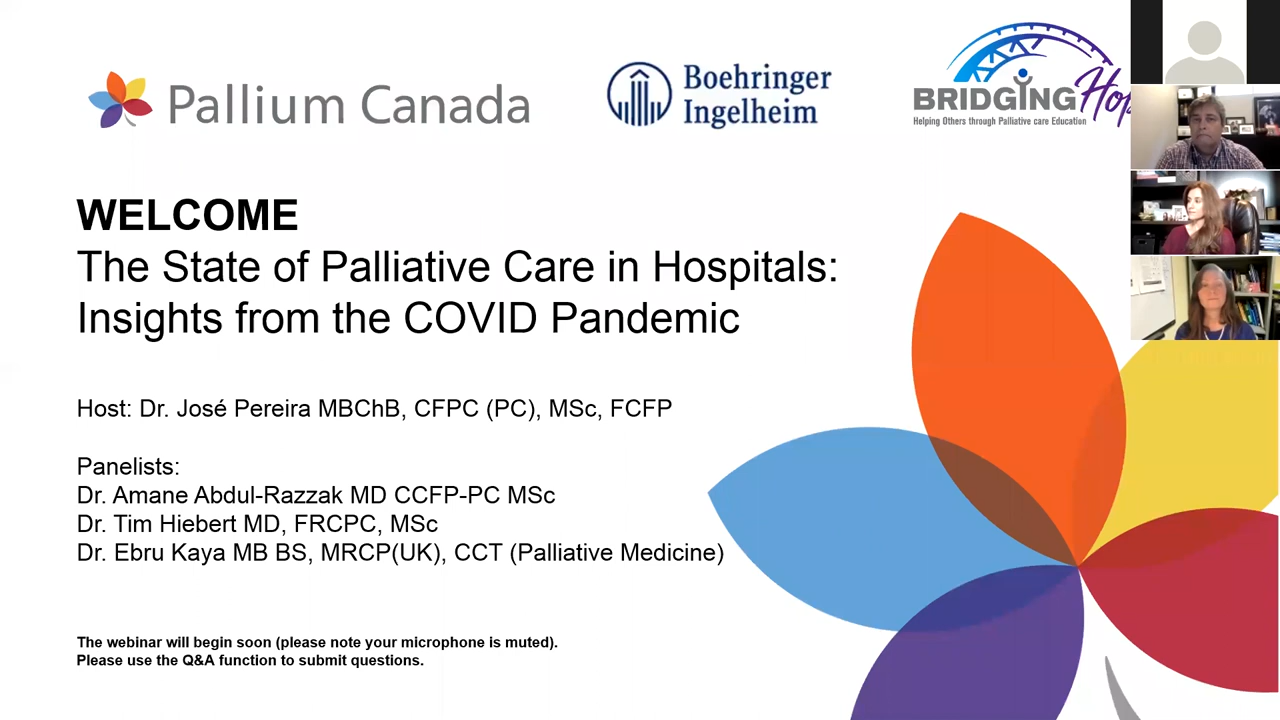 Pallium Canada
Boehringer
Ingelheim
BRIDGING Hop
Helping Others through Palliative care Education
WELCOME
The State of Palliative Care in Hospitals:
Insights from the COVID Pandemic
Host: Dr. José Pereira MBChB, CFPC (PC), MSc, FCFP
Panelists:
Dr. Amane Abdul-Razzak MD CCFP-PC MSc
Dr. Tim Hiebert MD, FRCPC, MSc
Dr. Ebru Kaya MB BS, MRCP(UK), CCT (Palliative Medicine)
The webinar will begin soon (please note your microphone is muted).
Please use the Q&A function to submit questions.